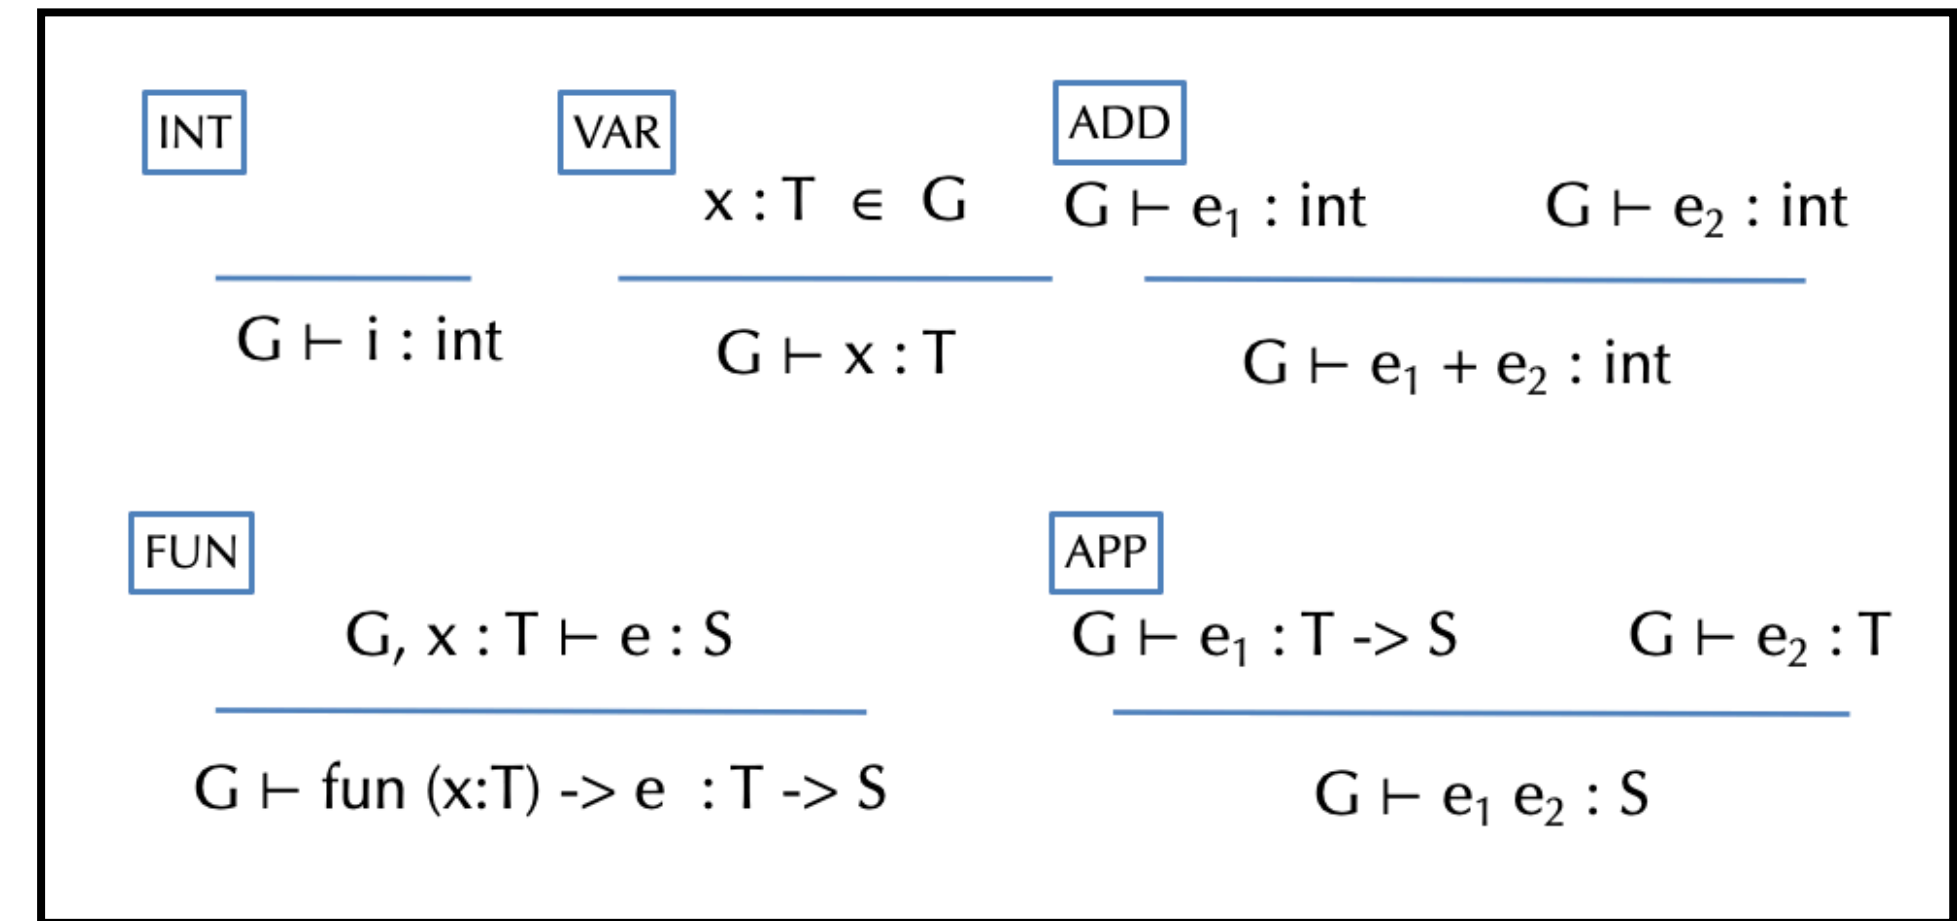 INT
VAR
ADD
x : T ∈ G
G ⊢ e₁ : int
G ⊢ e₂ : int
G ⊢ i : int
G ⊢ x : T
G ⊢ e₁ + e₂ : int
FUN
APP
G, x : T ⊢ e : S
G ⊢ e₁ : T -> S
G ⊢ e₂ : T
G ⊢ fun (x:T) -> e : T -> S
G ⊢ e₁ e₂ : S